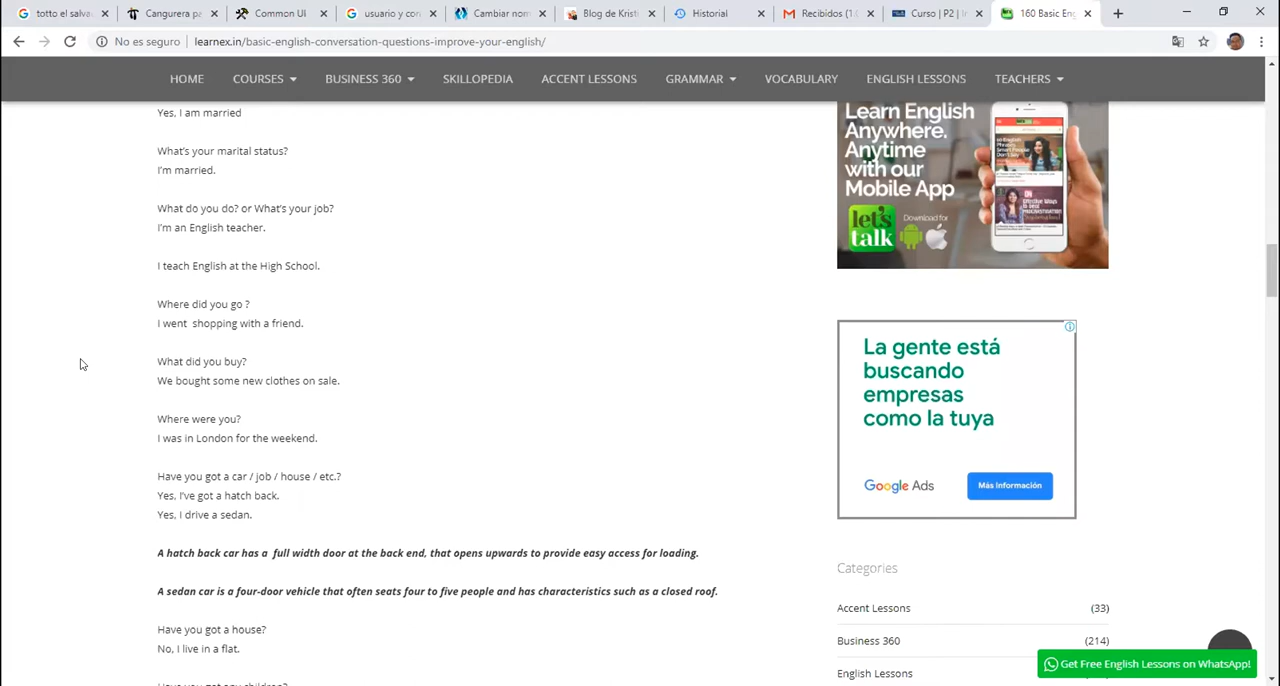 totto el salva
Cangurera pa
Common UI
usuario y con
Cambiar nom
Blog de Kristi
Historial
Recibidos (1.
Curso | P2 | In
160 Basic Eng
No es seguro | learnex.in/basic-english-conversation-questions-improve-your-english/
HOME COURSES BUSINESS 360 SKILLOPEDIA ACCENT LESSONS GRAMMAR VOCABULARY ENGLISH LESSONS TEACHERS
Yes, I am married
What's your marital status?
I'm married.
What do you do? or What's your job?
I'm an English teacher.
I teach English at the High School.
Where did you go ?
I went shopping with a friend.
What did you buy?
We bought some new clothes on sale.
Where were you?
I was in London for the weekend.
Have you got a car / job / house / etc.?
Yes, I've got a hatch back.
Yes, I drive a sedan.
A hatch back car has a full width door at the back end, that opens upwards to provide easy access for loading.
A sedan car is a four-door vehicle that often seats four to five people and has characteristics such as a closed roof.
Have you got a house?
No, I live in a flat.
Have you got any children?
Learn English
Anywhere.
Anytime
with our
Mobile App
let's
talk
Download for
La gente está
buscando
empresas
como la tuya
Google Ads
Más información
Categories
Accent Lessons (33)
Business 360 (214)
English Lessons
Get Free English Lessons on WhatsApp!